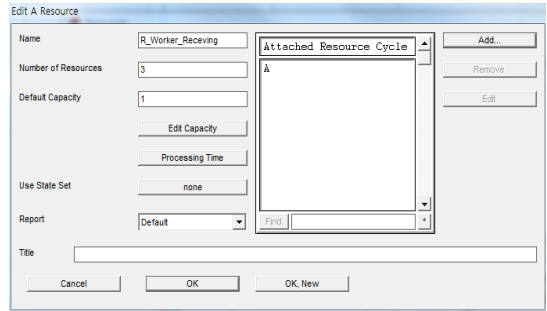 Edit A Resource
Name R_Worker_Receving
Number of Resources 3
Default Capacity 1
Edit Capacity
Processing Time
Use State Set none
Report Default
Attached Resource Cycle
A
Find *
Add...
Remove
Edit
Title
Cancel OK OK, New